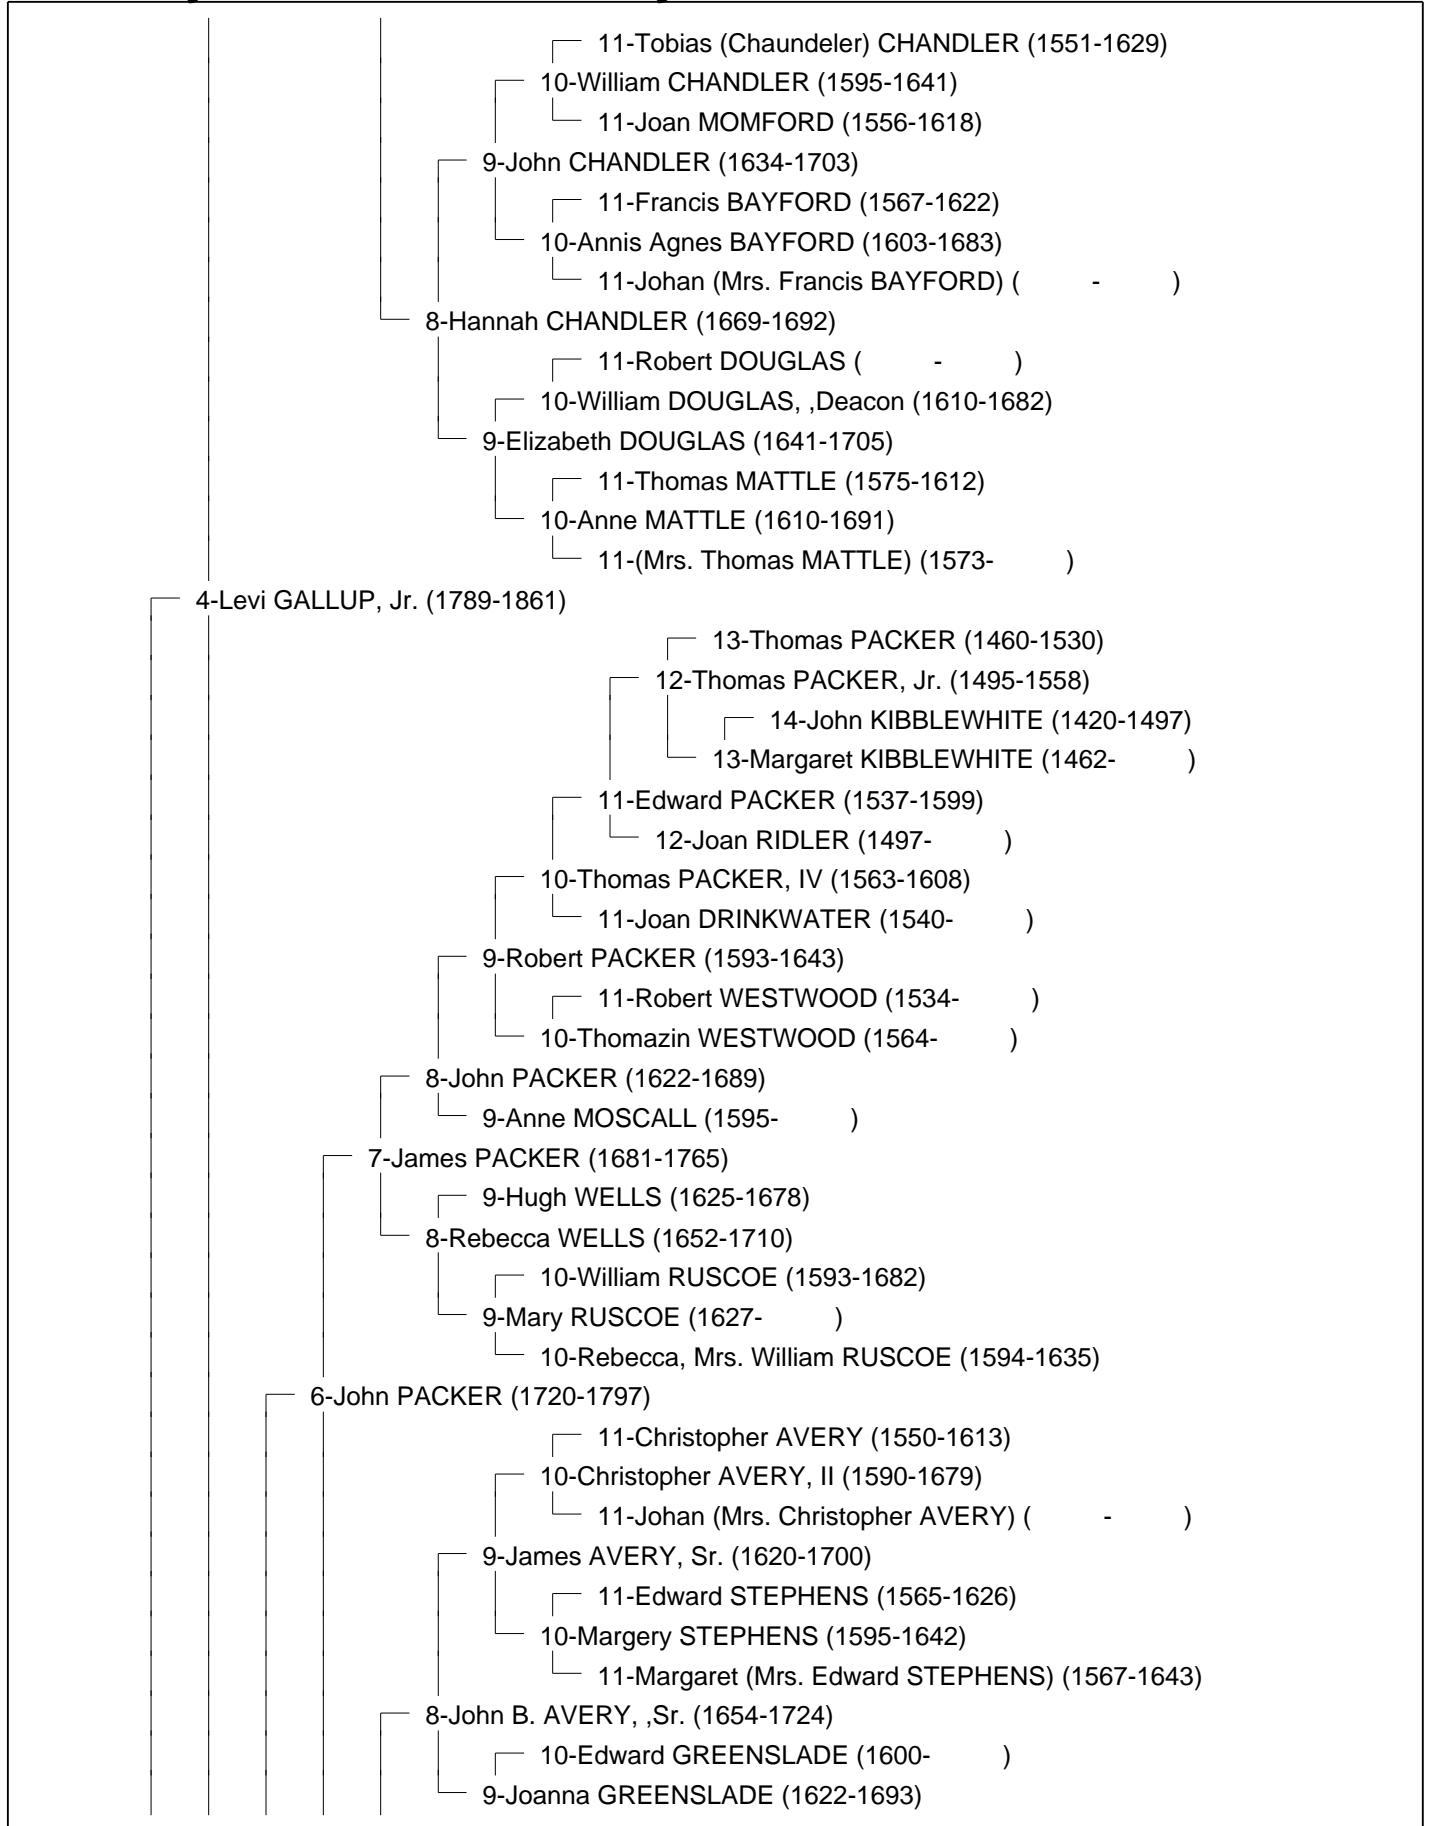 11-Tobias (Chaundeler) CHANDLER (1551-1629)
10-William CHANDLER (1595-1641)
11-Joan MOMFORD (1556-1618)
9-John CHANDLER (1634-1703)
11-Francis BAYFORD (1567-1622)
10-Annis Agnes BAYFORD (1603-1683)
11-Johan (Mrs. Francis BAYFORD) ( - )
8-Hannah CHANDLER (1669-1692)
11-Robert DOUGLAS ( - )
10-William DOUGLAS, ,Deacon (1610-1682)
9-Elizabeth DOUGLAS (1641-1705)
11-Thomas MATTLE (1575-1612)
10-Anne MATTLE (1610-1691)
11-(Mrs. Thomas MATTLE) (1573- )
4-Levi GALLUP, Jr. (1789-1861)
13-Thomas PACKER (1460-1530)
12-Thomas PACKER, Jr. (1495-1558)
14-John KIBBLEWHITE (1420-1497)
13-Margaret KIBBLEWHITE (1462- )
11-Edward PACKER (1537-1599)
12-Joan RIDLER (1497- )
10-Thomas PACKER, IV (1563-1608)
11-Joan DRINKWATER (1540- )
9-Robert PACKER (1593-1643)
11-Robert WESTWOOD (1534- )
10-Thomazin WESTWOOD (1564- )
8-John PACKER (1622-1689)
9-Anne MOSCALL (1595- )
7-James PACKER (1681-1765)
9-Hugh WELLS (1625-1678)
8-Rebecca WELLS (1652-1710)
10-William RUSCOE (1593-1682)
9-Mary RUSCOE (1627- )
10-Rebecca, Mrs. William RUSCOE (1594-1635)
6-John PACKER (1720-1797)
11-Christopher AVERY (1550-1613)
10-Christopher AVERY, II (1590-1679)
11-Johan (Mrs. Christopher AVERY) ( - )
9-James AVERY, Sr. (1620-1700)
11-Edward STEPHENS (1565-1626)
10-Margery STEPHENS (1595-1642)
11-Margaret (Mrs. Edward STEPHENS) (1567-1643)
8-John B. AVERY, ,Sr. (1654-1724)
10-Edward GREENSLADE (1600- )
9-Joanna GREENSLADE (1622-1693)